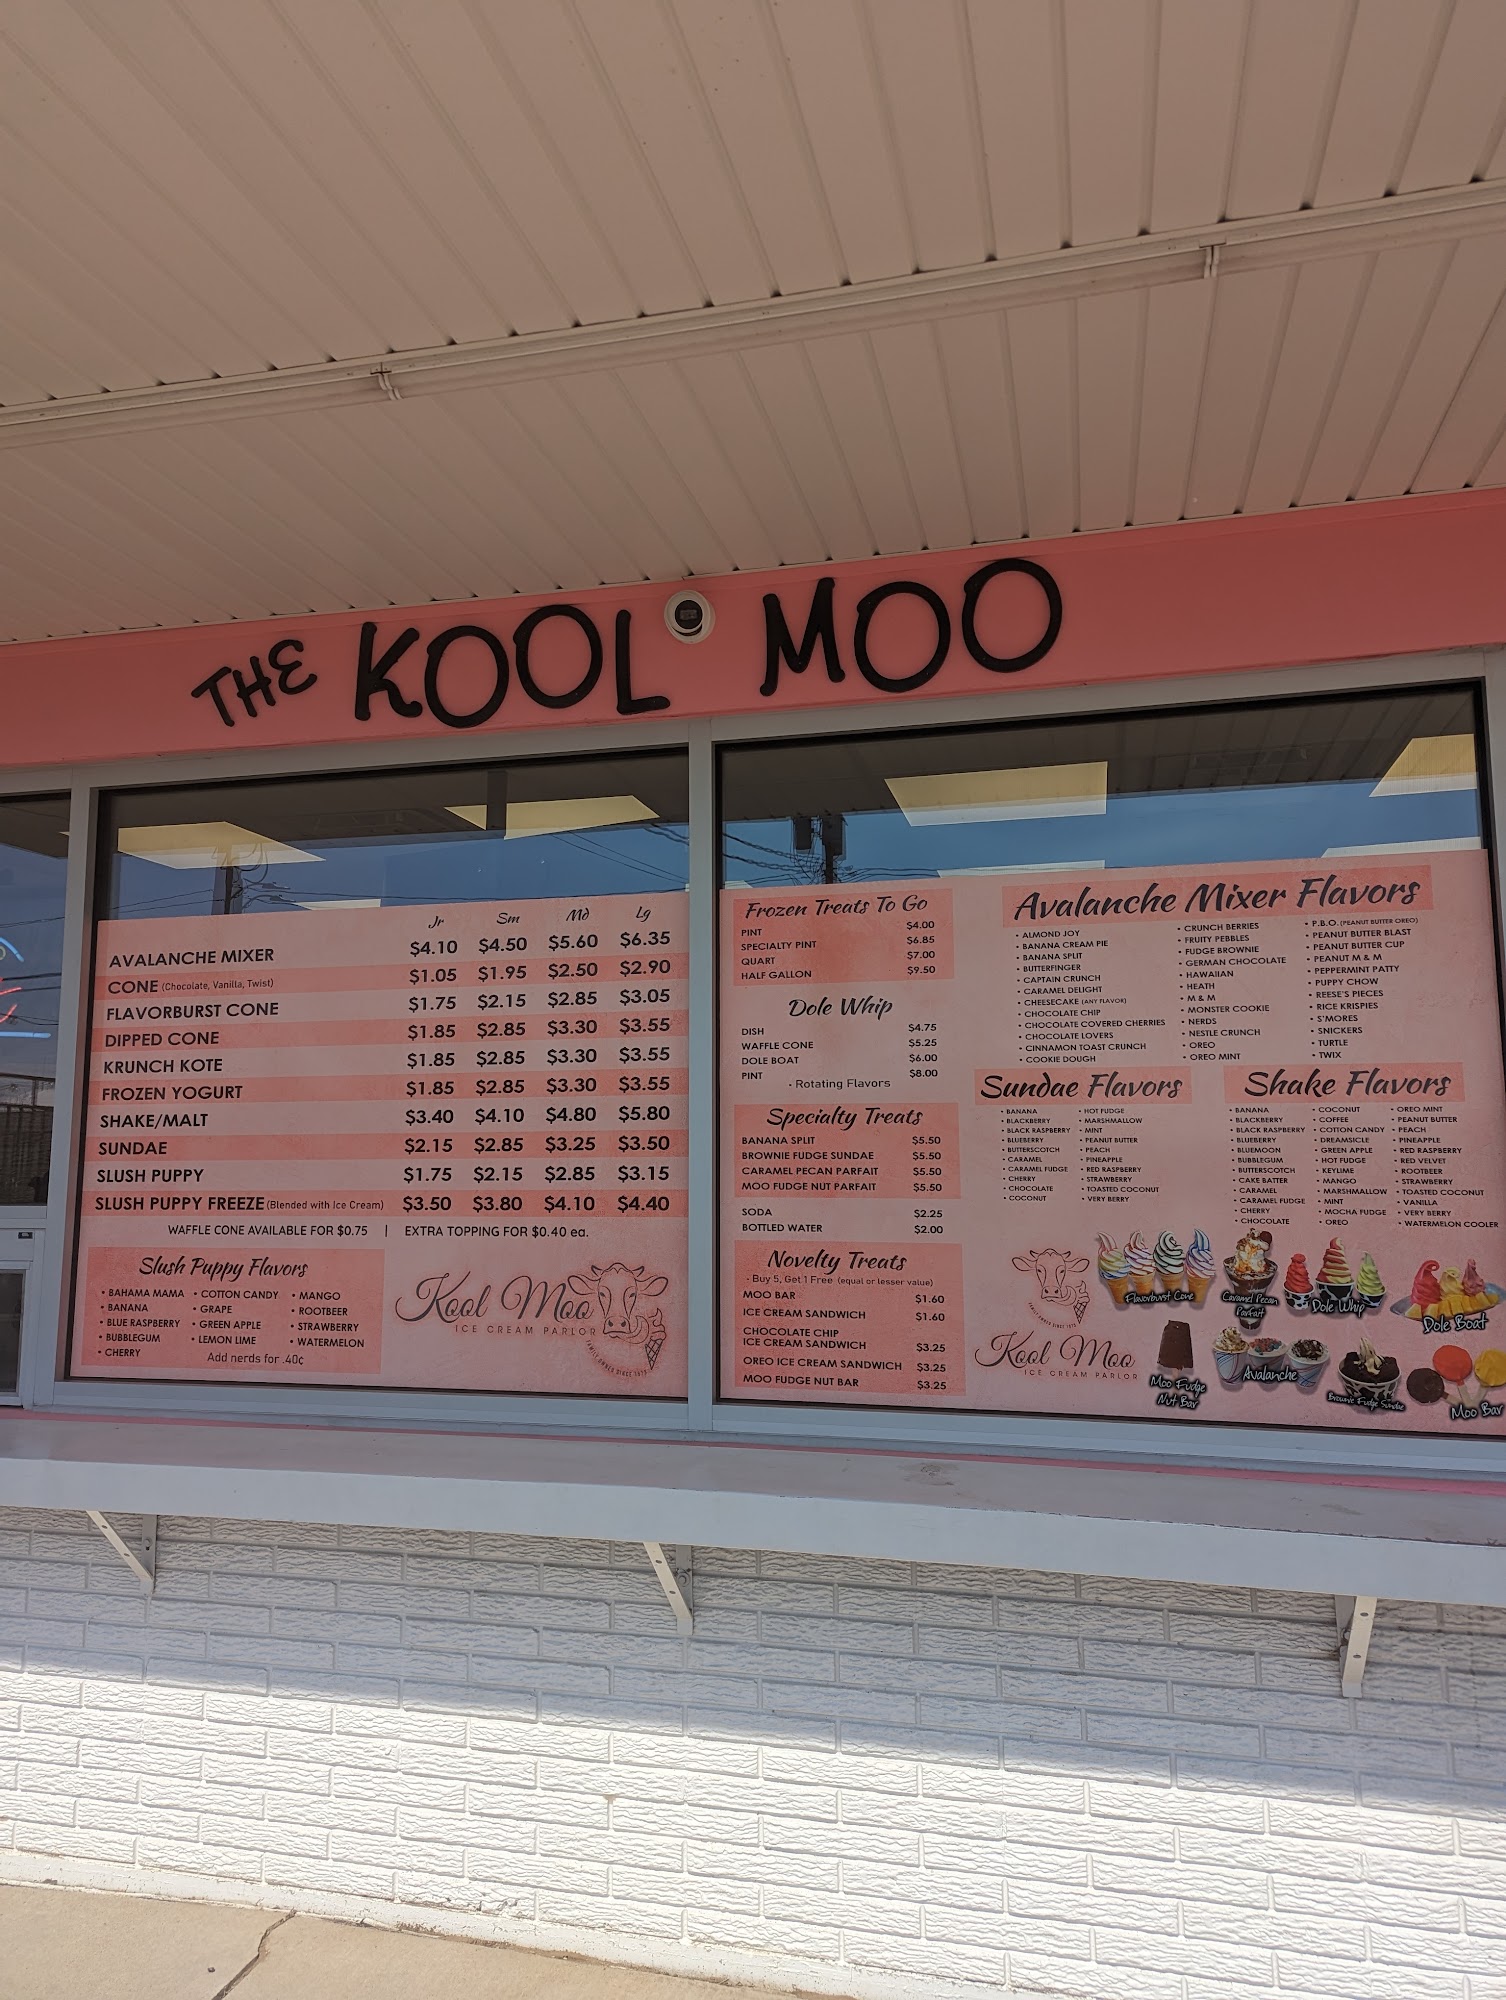 THE KOOL MOO
Jr Sm Md Lg
AVALANCHE MIXER $4.10 $4.50 $5.60 $6.35
CONE (Chocolate, Vanilla, Twist) $1.05 $1.95 $2.50 $2.90
FLAVORBURST CONE $1.75 $2.15 $2.85 $3.05
DIPPED CONE $1.85 $2.85 $3.30 $3.55
KRUNCH KOTE $1.85 $2.85 $3.30 $3.55
FROZEN YOGURT $1.85 $2.85 $3.30 $3.55
SHAKE/MALT $3.40 $4.10 $4.80 $5.80
SUNDAE $2.15 $2.85 $3.25 $3.50
SLUSH PUPPY $1.75 $2.15 $2.85 $3.15
SLUSH PUPPY FREEZE (Blended with Ice Cream) $3.50 $3.80 $4.10 $4.40
WAFFLE CONE AVAILABLE FOR $0.75 | EXTRA TOPPING FOR $0.40 ea.
Slush Puppy Flavors
• BAHAMA MAMA
• BANANA
• BLUE RASPBERRY
• BUBBLEGUM
• CHERRY
• COTTON CANDY
• GRAPE
• GREEN APPLE
• LEMON LIME
• MANGO
• ROOTBEER
• STRAWBERRY
• WATERMELON
Add nerds for .40¢
Kool Moo
ICE CREAM PARLOR
FAMILY OWNED SINCE 1975
Frozen Treats To Go
PINT $4.00
SPECIALTY PINT $6.85
QUART $7.00
HALF GALLON $9.50
Dole Whip
DISH $4.75
WAFFLE CONE $5.25
DOLE BOAT $6.00
PINT $8.00
• Rotating Flavors
Specialty Treats
BANANA SPLIT $5.50
BROWNIE FUDGE SUNDAE $5.50
CARAMEL PECAN PARFAIT $5.50
MOO FUDGE NUT PARFAIT $5.50
SODA $2.25
BOTTLED WATER $2.00
Novelty Treats
• Buy 5, Get 1 Free (equal or lesser value)
MOO BAR $1.60
ICE CREAM SANDWICH $1.60
CHOCOLATE CHIP
ICE CREAM SANDWICH $3.25
OREO ICE CREAM SANDWICH $3.25
MOO FUDGE NUT BAR $3.25
Avalanche Mixer Flavors
• ALMOND JOY
• BANANA CREAM PIE
• BANANA SPLIT
• BUTTERFINGER
• CAPTAIN CRUNCH
• CARAMEL DELIGHT
• CHEESECAKE (ANY FLAVOR)
• CHOCOLATE CHIP
• CHOCOLATE COVERED CHERRIES
• CHOCOLATE LOVERS
• CINNAMON TOAST CRUNCH
• COOKIE DOUGH
• CRUNCH BERRIES
• FRUITY PEBBLES
• FUDGE BROWNIE
• GERMAN CHOCOLATE
• HAWAIIAN
• HEATH
• M & M
• MONSTER COOKIE
• NERDS
• NESTLE CRUNCH
• OREO
• OREO MINT
• P.B.O. (PEANUT BUTTER OREO)
• PEANUT BUTTER BLAST
• PEANUT BUTTER CUP
• PEANUT M & M
• PEPPERMINT PATTY
• PUPPY CHOW
• REESE'S PIECES
• RICE KRISPIES
• S'MORES
• SNICKERS
• TURTLE
• TWIX
Sundae Flavors
• BANANA
• BLACKBERRY
• BLACK RASPBERRY
• BLUEBERRY
• BUTTERSCOTCH
• CARAMEL
• CARAMEL FUDGE
• CHERRY
• CHOCOLATE
• COCONUT
• HOT FUDGE
• MARSHMALLOW
• MINT
• PEANUT BUTTER
• PEACH
• PINEAPPLE
• RED RASPBERRY
• STRAWBERRY
• TOASTED COCONUT
• VERY BERRY
Shake Flavors
• BANANA
• BLACKBERRY
• BLACK RASPBERRY
• BLUEBERRY
• BLUEMOON
• BUBBLEGUM
• BUTTERSCOTCH
• CAKE BATTER
• CARAMEL
• CARAMEL FUDGE
• CHERRY
• CHOCOLATE
• COCONUT
• COFFEE
• COTTON CANDY
• DREAMSICLE
• GREEN APPLE
• HOT FUDGE
• KEYLIME
• MANGO
• MARSHMALLOW
• MINT
• MOCHA FUDGE
• OREO
• OREO MINT
• PEANUT BUTTER
• PEACH
• PINEAPPLE
• RED RASPBERRY
• RED VELVET
• ROOTBEER
• STRAWBERRY
• TOASTED COCONUT
• VANILLA
• VERY BERRY
• WATERMELON COOLER
FAMILY OWNED SINCE 1975
Kool Moo
ICE CREAM PARLOR
Flavorburst Cone
Caramel Pecan
Parfait
Dole Whip
Dole Boat
Moo Fudge
Nut Bar
Avalanche
Brownie Fudge Sundae
Moo Bar